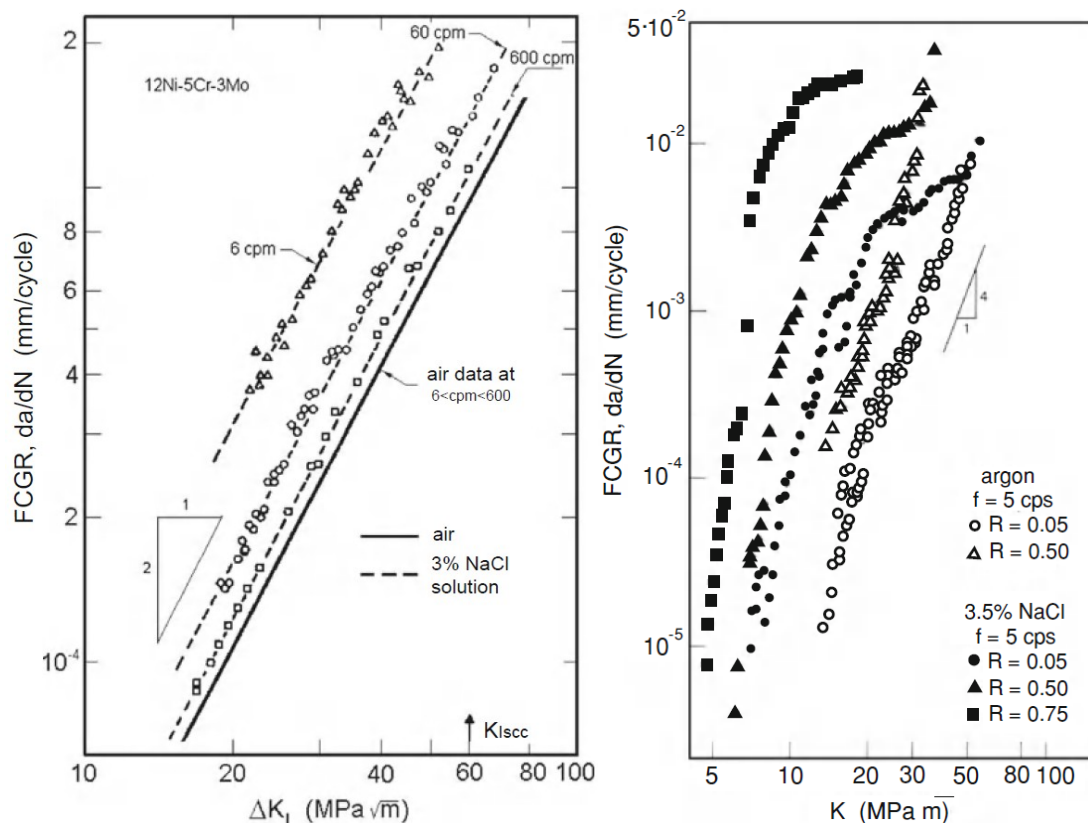 2
60 cpm
600 cpm
12Ni-5Cr-3Mo
FCGR, da/dN (mm/cycle)
8
6 cpm
6
4
air data at
6<cpm<600
1
2
2
air
3% NaCl
solution
10⁻⁴
K_Iscc
10
20
40
60
80
100
ΔK_I (MPa √m)
5·10⁻²
10⁻²
FCGR, da/dN (mm/cycle)
10⁻³
4
1
10⁻⁴
argon
f = 5 cps
R = 0.05
R = 0.50
3.5% NaCl
f = 5 cps
R = 0.05
R = 0.50
R = 0.75
10⁻⁵
5
10
20
30
50
100
K (MPa m)